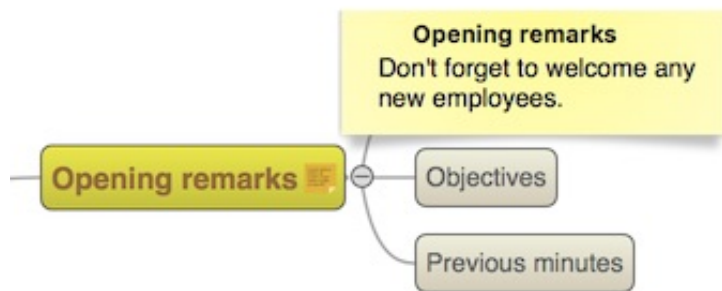 Opening remarks
Don't forget to welcome any
new employees.
Opening remarks
Objectives
Previous minutes